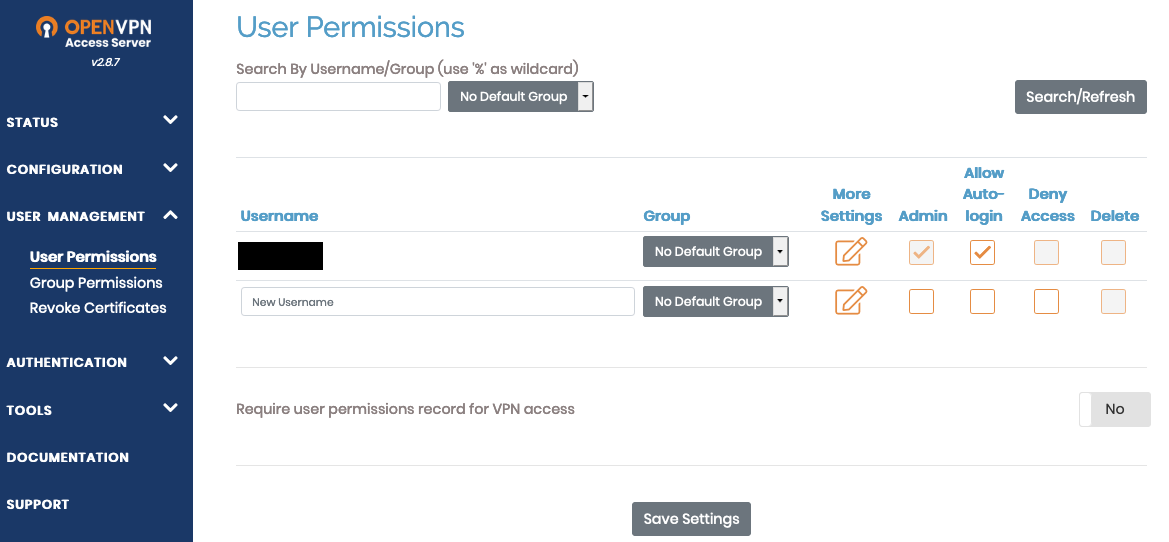 OPENVPN
Access Server
v2.8.7
STATUS
CONFIGURATION
USER MANAGEMENT
User Permissions
Group Permissions
Revoke Certificates
AUTHENTICATION
TOOLS
DOCUMENTATION
SUPPORT
User Permissions
Search By Username/Group (use '%' as wildcard)
No Default Group
Search/Refresh
Username
Group
More
Settings
Admin
Allow
Auto-
login
Deny
Access
Delete
No Default Group
New Username
No Default Group
Require user permissions record for VPN access
No
Save Settings